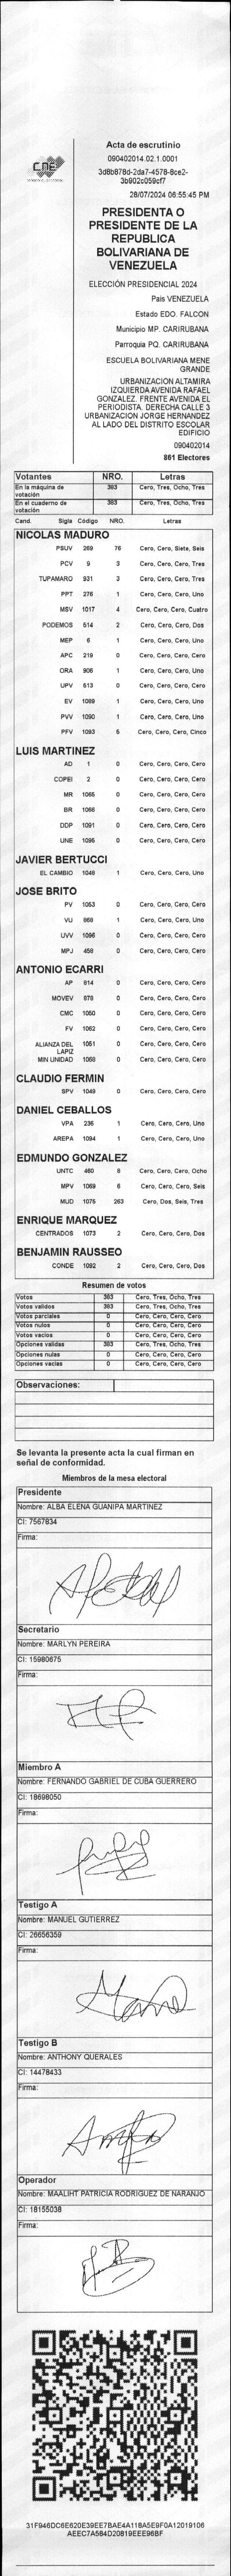 CNE
Acta de escrutinio
090402014.02.1.0001
3d8b878d-2da7-4578-8ce2-
3b902c059cf7
28/07/2024 06:55:45 PM
PRESIDENTA O
PRESIDENTE DE LA
REPUBLICA
BOLIVARIANA DE
VENEZUELA
ELECCIÓN PRESIDENCIAL 2024
Pais VENEZUELA
Estado EDO. FALCON
Municipio MP. CARIRUBANA
Parroquia PQ. CARIRUBANA
ESCUELA BOLIVARIANA MENE
GRANDE
URBANIZACION ALTAMIRA
IZQUIERDA AVENIDA RAFAEL
GONZALEZ. FRENTE AVENIDA EL
PERIODISTA. DERECHA CALLE 3
URBANIZACION JORGE HERNANDEZ
AL LADO DEL DISTRITO ESCOLAR
EDIFICIO
090402014
861 Electores
Votantes NRO. Letras
En la máquina de votación 383 Cero, Tres, Ocho, Tres
En el cuaderno de votación 383 Cero, Tres, Ocho, Tres
Cand. Sigla Código NRO. Letras
NICOLAS MADURO
PSUV 269 76 Cero, Cero, Siete, Seis
PCV 9 3 Cero, Cero, Cero, Tres
TUPAMARO 931 3 Cero, Cero, Cero, Tres
PPT 276 1 Cero, Cero, Cero, Uno
MSV 1017 4 Cero, Cero, Cero, Cuatro
PODEMOS 514 2 Cero, Cero, Cero, Dos
MEP 6 1 Cero, Cero, Cero, Uno
APC 219 0 Cero, Cero, Cero, Cero
ORA 906 1 Cero, Cero, Cero, Uno
UPV 513 0 Cero, Cero, Cero, Cero
EV 1089 1 Cero, Cero, Cero, Uno
PVV 1090 1 Cero, Cero, Cero, Uno
PFV 1093 5 Cero, Cero, Cero, Cinco
LUIS MARTINEZ
AD 1 0 Cero, Cero, Cero, Cero
COPEI 2 0 Cero, Cero, Cero, Cero
MR 1065 0 Cero, Cero, Cero, Cero
BR 1066 0 Cero, Cero, Cero, Cero
DDP 1091 0 Cero, Cero, Cero, Cero
UNE 1095 0 Cero, Cero, Cero, Cero
JAVIER BERTUCCI
EL CAMBIO 1048 1 Cero, Cero, Cero, Uno
JOSE BRITO
PV 1053 0 Cero, Cero, Cero, Cero
VU 868 1 Cero, Cero, Cero, Uno
UVV 1096 0 Cero, Cero, Cero, Cero
MPJ 458 0 Cero, Cero, Cero, Cero
ANTONIO ECARRI
AP 814 0 Cero, Cero, Cero, Cero
MOVEV 878 0 Cero, Cero, Cero, Cero
CMC 1050 0 Cero, Cero, Cero, Cero
FV 1062 0 Cero, Cero, Cero, Cero
ALIANZA DEL LAPIZ 1051 0 Cero, Cero, Cero, Cero
MIN UNIDAD 1068 0 Cero, Cero, Cero, Cero
CLAUDIO FERMIN
SPV 1049 0 Cero, Cero, Cero, Cero
DANIEL CEBALLOS
VPA 236 1 Cero, Cero, Cero, Uno
AREPA 1094 1 Cero, Cero, Cero, Uno
EDMUNDO GONZALEZ
UNTC 460 8 Cero, Cero, Cero, Ocho
MPV 1069 6 Cero, Cero, Cero, Seis
MUD 1075 263 Cero, Dos, Seis, Tres
ENRIQUE MARQUEZ
CENTRADOS 1073 2 Cero, Cero, Cero, Dos
BENJAMIN RAUSSEO
CONDE 1092 2 Cero, Cero, Cero, Dos
Resumen de votos
Votos 383 Cero, Tres, Ocho, Tres
Votos validos 383 Cero, Tres, Ocho, Tres
Votos parciales 0 Cero, Cero, Cero, Cero
Votos nulos 0 Cero, Cero, Cero, Cero
Votos vacios 0 Cero, Cero, Cero, Cero
Opciones validas 383 Cero, Tres, Ocho, Tres
Opciones nulas 0 Cero, Cero, Cero, Cero
Opciones vacias 0 Cero, Cero, Cero, Cero
Observaciones:
Se levanta la presente acta la cual firman en
señal de conformidad.
Miembros de la mesa electoral
Presidente
Nombre: ALBA ELENA GUANIPA MARTINEZ
CI: 7567834
Firma:
Secretario
Nombre: MARLYN PEREIRA
CI: 15980675
Firma:
Miembro A
Nombre: FERNANDO GABRIEL DE CUBA GUERRERO
CI: 18698050
Firma:
Testigo A
Nombre: MANUEL GUTIERREZ
CI: 26656359
Firma:
Testigo B
Nombre: ANTHONY QUERALES
CI: 14478433
Firma:
Operador
Nombre: MAALIHT PATRICIA RODRIGUEZ DE NARANJO
CI: 18155038
Firma:
31F946DC6E620E39EE7BAE4A118A5E9F0A12019106
AEEC7A584D20819EEE96BF